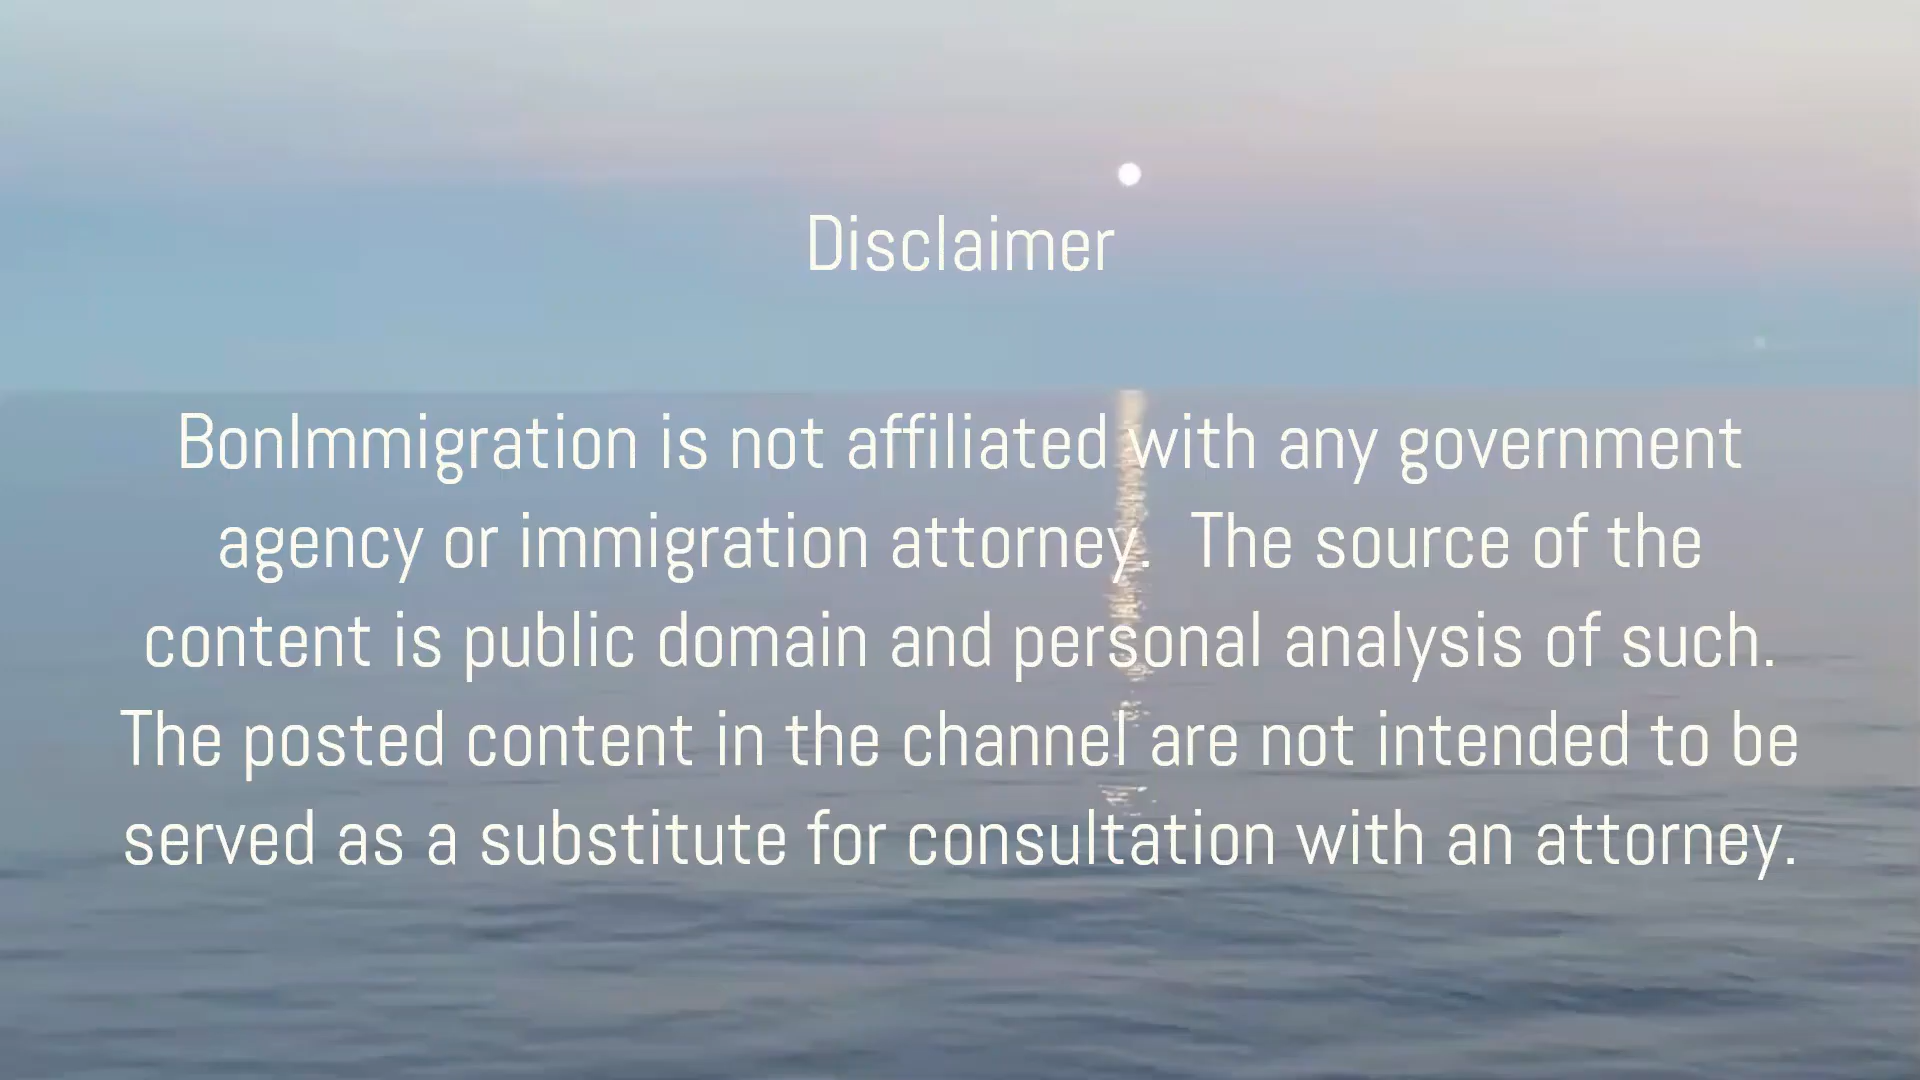 Disclaimer
BonImmigration is not affiliated with any government
agency or immigration attorney.  The source of the
content is public domain and personal analysis of such.
The posted content in the channel are not intended to be
served as a substitute for consultation with an attorney.